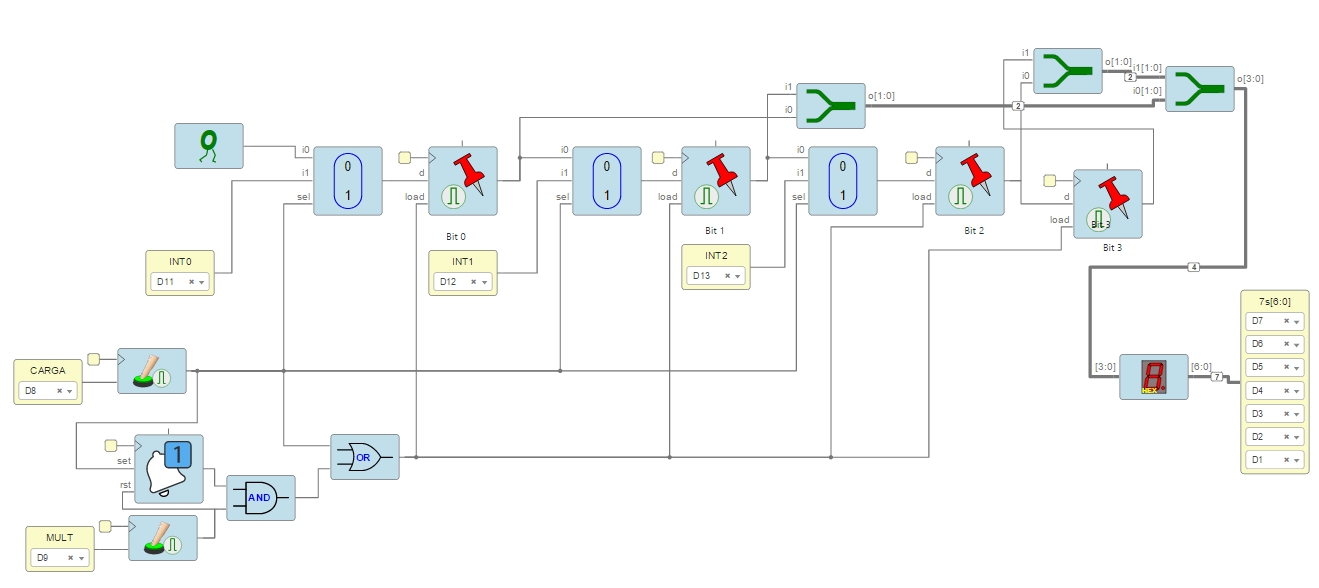 i1
i0
o[1:0]
2
i1[1:0]
i0[1:0]
o[3:0]
i1
i0
o[1:0]
2
i0
i1
sel
0
1
d
load
Bit 0
i0
i1
sel
0
1
d
load
Bit 1
i0
i1
sel
0
1
d
load
Bit 2
d
load
Bit 3
Bit 3
INT0
D11
INT1
D12
INT2
D13
4
CARGA
D8
set
rst
1
AND
OR
MULT
D9
[3:0]
HEX
[6:0]
7
7s[6:0]
D7
D6
D5
D4
D3
D2
D1